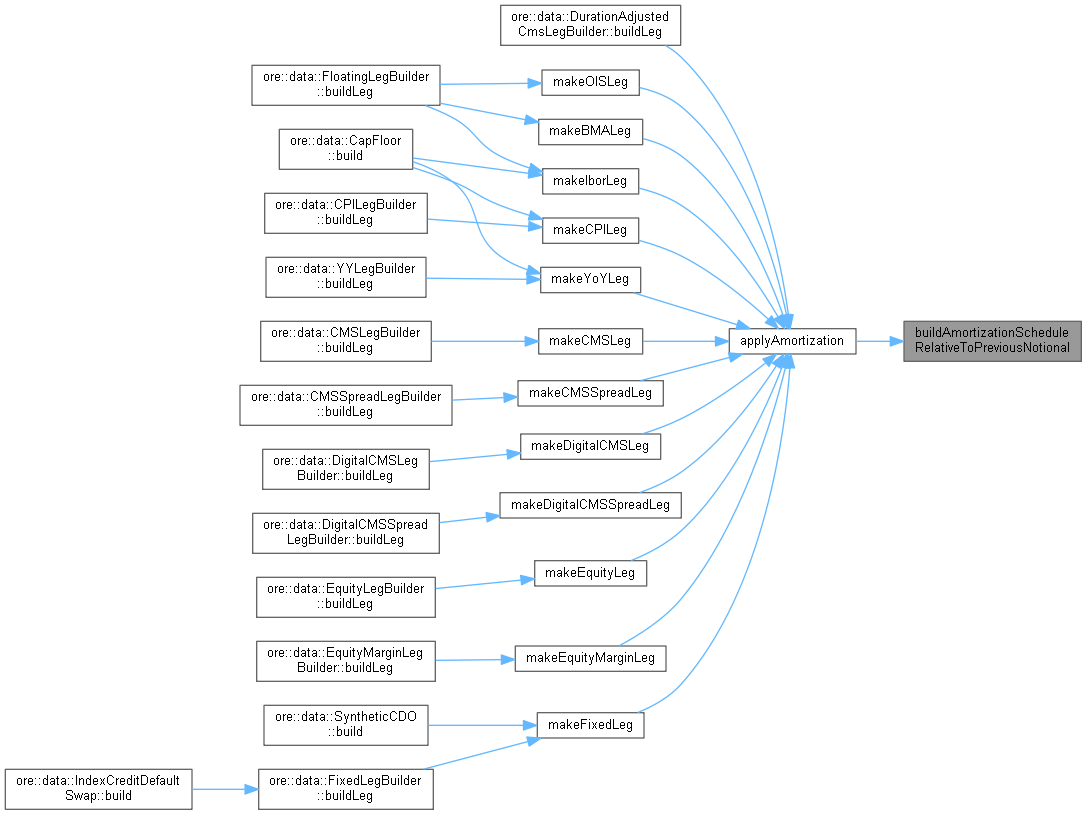 ore::data::DurationAdjusted
CmsLegBuilder::buildLeg
ore::data::FloatingLegBuilder
::buildLeg
makeOISLeg
makeBMALeg
ore::data::CapFloor
::build
makeIborLeg
ore::data::CPILegBuilder
::buildLeg
makeCPILeg
ore::data::YYLegBuilder
::buildLeg
makeYoYLeg
ore::data::CMSLegBuilder
::buildLeg
makeCMSLeg
applyAmortization
buildAmortizationSchedule
RelativeToPreviousNotional
ore::data::CMSSpreadLegBuilder
::buildLeg
makeCMSSpreadLeg
ore::data::DigitalCMSLeg
Builder::buildLeg
makeDigitalCMSLeg
ore::data::DigitalCMSSpread
LegBuilder::buildLeg
makeDigitalCMSSpreadLeg
ore::data::EquityLegBuilder
::buildLeg
makeEquityLeg
ore::data::EquityMarginLeg
Builder::buildLeg
makeEquityMarginLeg
ore::data::SyntheticCDO
::build
makeFixedLeg
ore::data::IndexCreditDefault
Swap::build
ore::data::FixedLegBuilder
::buildLeg